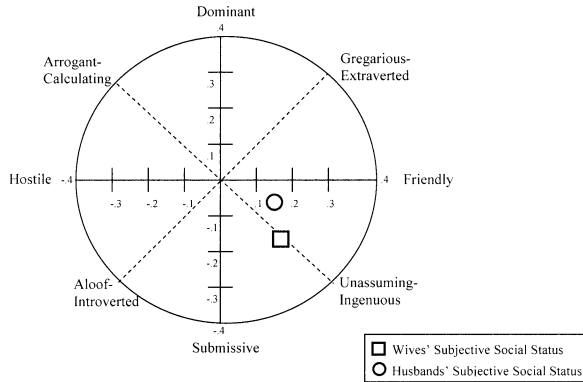 Dominant
.4
Arrogant-
Calculating
Gregarious-
Extraverted
.3
.2
.1
Hostile
-.4
.4
Friendly
-.3
-.2
-.1
.1
.2
.3
-.1
-.2
-.3
Aloof-
Introverted
Unassuming-
Ingenuous
-.4
Submissive
Wives' Subjective Social Status
Husbands' Subjective Social Status